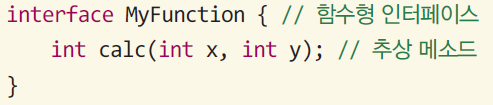 interface MyFunction { // 함수형 인터페이스
    int calc(int x, int y); // 추상 메소드
}